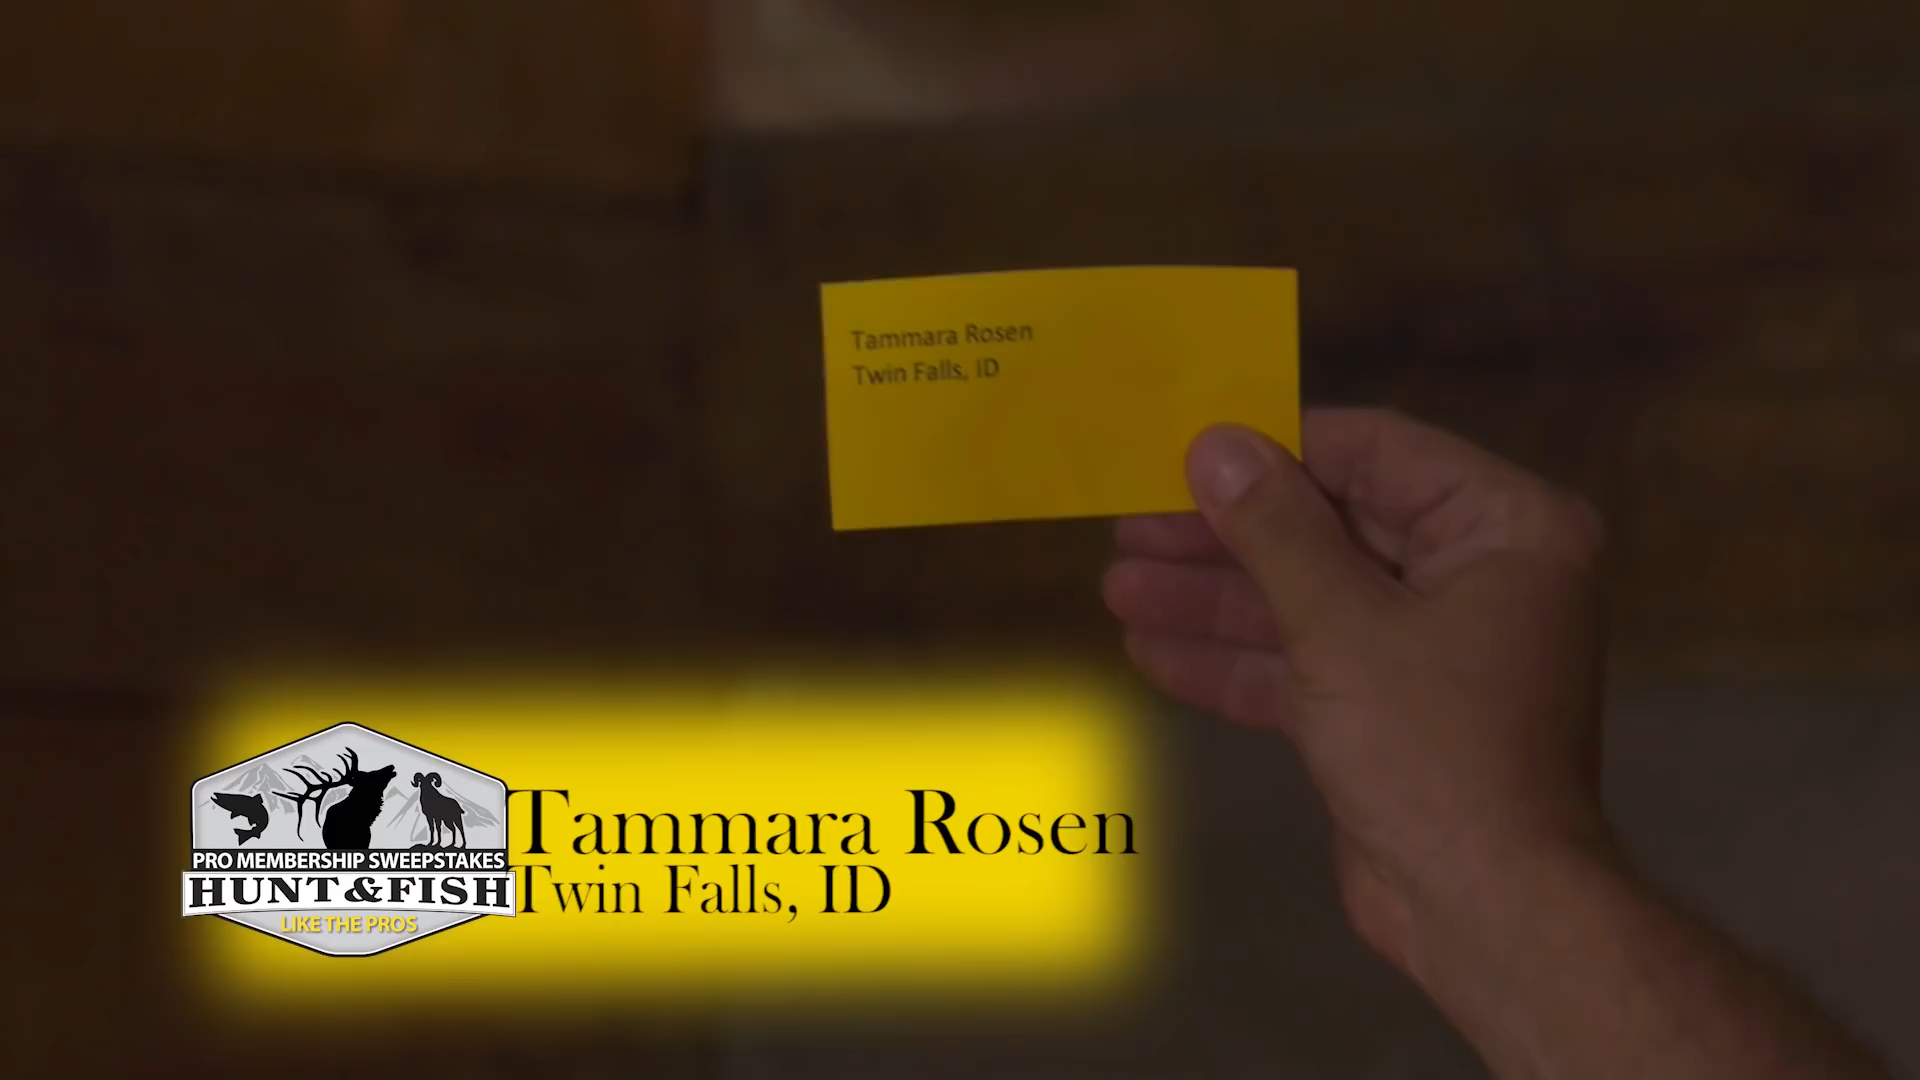 Tammara Rosen
Twin Falls, ID
Tammara Rosen
Twin Falls, ID
PRO MEMBERSHIP SWEEPSTAKES
HUNT & FISH
LIKE THE PROS